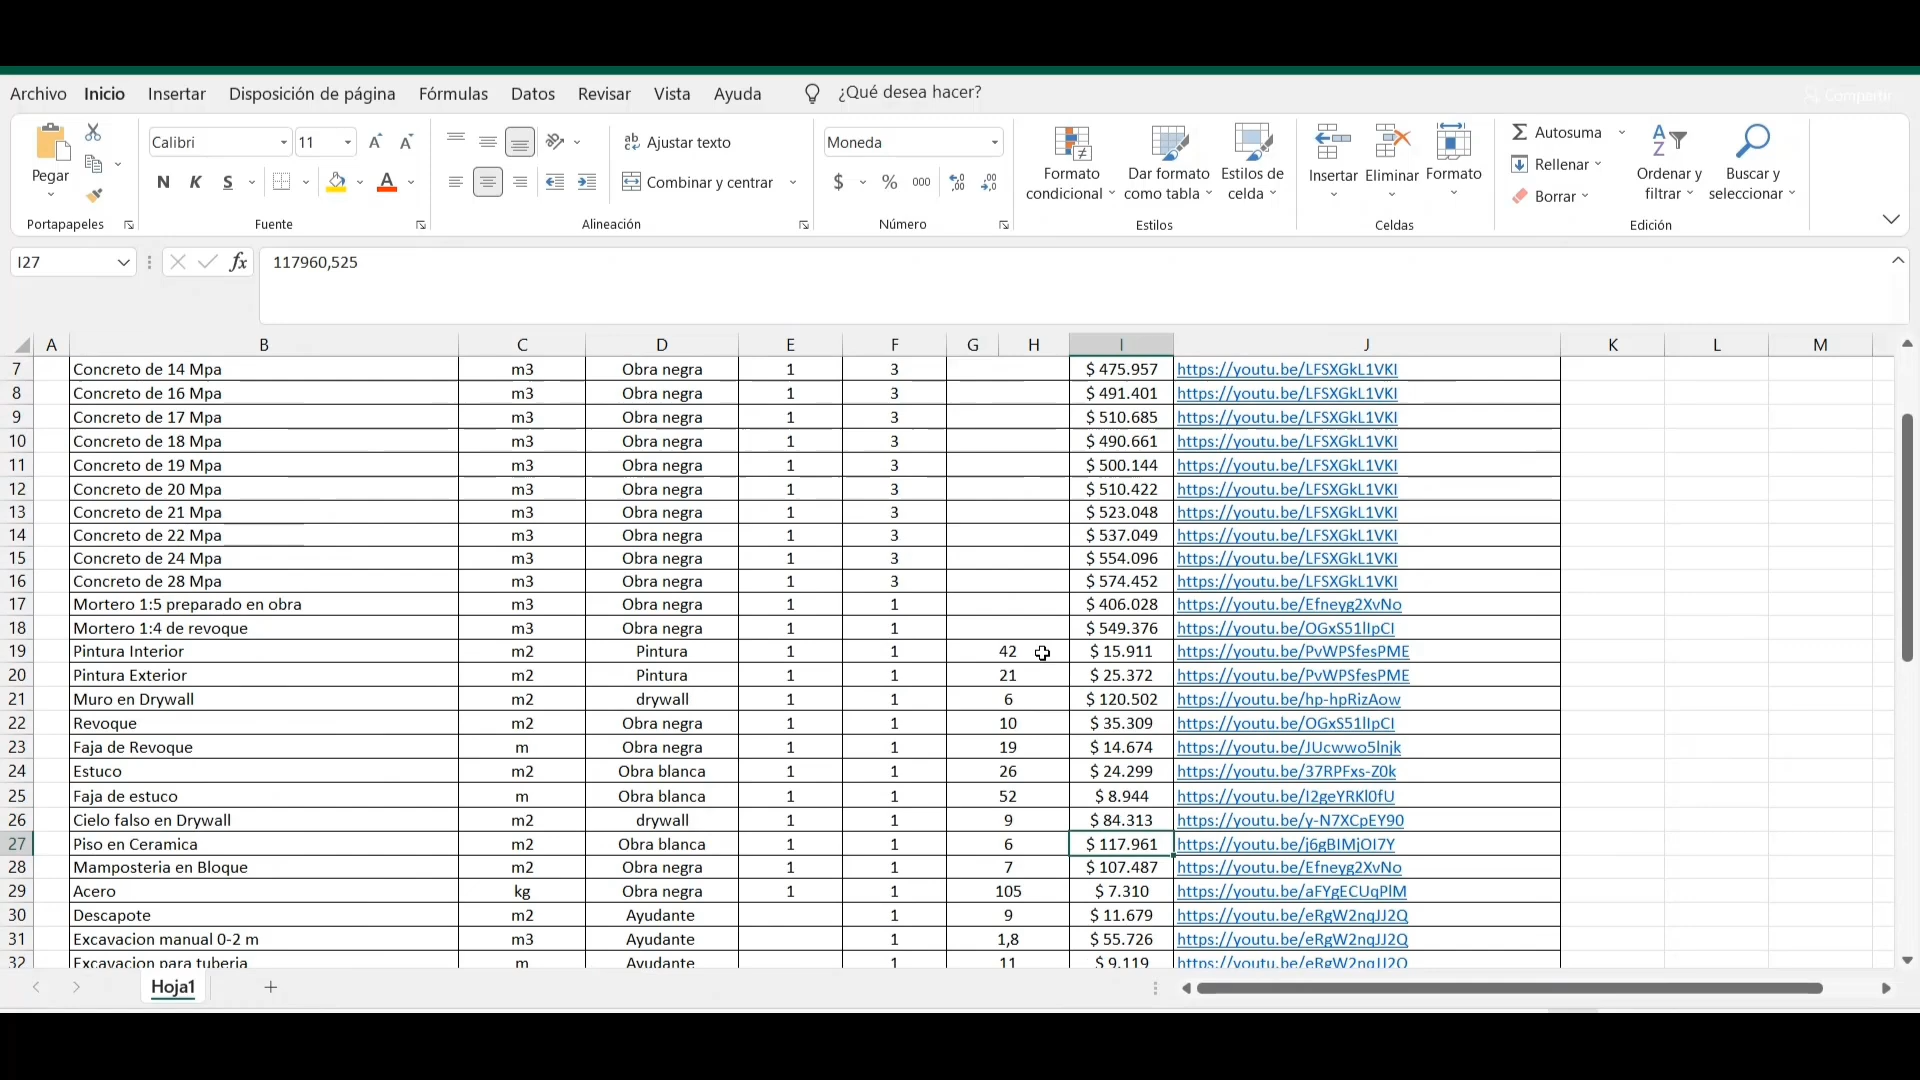 Archivo Inicio Insertar Disposición de página Fórmulas Datos Revisar Vista Ayuda ¿Qué desea hacer? Compartir
Pegar
Portapapeles
Calibri 11
N K S
Fuente
Ajustar texto
Combinar y centrar
Alineación
Moneda
$ % 000
Número
Formato condicional
Dar formato como tabla
Estilos de celda
Estilos
Insertar Eliminar Formato
Celdas
Autosuma
Rellenar
Borrar
Ordenar y filtrar
Buscar y seleccionar
Edición
I27 fx 117960,525
A B C D E F G H I J K L M
7 Concreto de 14 Mpa m3 Obra negra 1 3 $ 475.957 https://youtu.be/LFSXGkL1VKI
8 Concreto de 16 Mpa m3 Obra negra 1 3 $ 491.401 https://youtu.be/LFSXGkL1VKI
9 Concreto de 17 Mpa m3 Obra negra 1 3 $ 510.685 https://youtu.be/LFSXGkL1VKI
10 Concreto de 18 Mpa m3 Obra negra 1 3 $ 490.661 https://youtu.be/LFSXGkL1VKI
11 Concreto de 19 Mpa m3 Obra negra 1 3 $ 500.144 https://youtu.be/LFSXGkL1VKI
12 Concreto de 20 Mpa m3 Obra negra 1 3 $ 510.422 https://youtu.be/LFSXGkL1VKI
13 Concreto de 21 Mpa m3 Obra negra 1 3 $ 523.048 https://youtu.be/LFSXGkL1VKI
14 Concreto de 22 Mpa m3 Obra negra 1 3 $ 537.049 https://youtu.be/LFSXGkL1VKI
15 Concreto de 24 Mpa m3 Obra negra 1 3 $ 554.096 https://youtu.be/LFSXGkL1VKI
16 Concreto de 28 Mpa m3 Obra negra 1 3 $ 574.452 https://youtu.be/LFSXGkL1VKI
17 Mortero 1:5 preparado en obra m3 Obra negra 1 1 $ 406.028 https://youtu.be/Efneyg2XvNo
18 Mortero 1:4 de revoque m3 Obra negra 1 1 $ 549.376 https://youtu.be/OGxS51lIpCI
19 Pintura Interior m2 Pintura 1 1 42 $ 15.911 https://youtu.be/PvWPSfesPME
20 Pintura Exterior m2 Pintura 1 1 21 $ 25.372 https://youtu.be/PvWPSfesPME
21 Muro en Drywall m2 drywall 1 1 6 $ 120.502 https://youtu.be/hp-hpRizAow
22 Revoque m2 Obra negra 1 1 10 $ 35.309 https://youtu.be/OGxS51lIpCI
23 Faja de Revoque m Obra negra 1 1 19 $ 14.674 https://youtu.be/JUcwwo5lnjk
24 Estuco m2 Obra blanca 1 1 26 $ 24.299 https://youtu.be/37RPFxs-Z0k
25 Faja de estuco m Obra blanca 1 1 52 $ 8.944 https://youtu.be/I2geYRKl0fU
26 Cielo falso en Drywall m2 drywall 1 1 9 $ 84.313 https://youtu.be/y-N7XCpEY90
27 Piso en Ceramica m2 Obra blanca 1 1 6 $ 117.961 https://youtu.be/j6gBIMjOI7Y
28 Mamposteria en Bloque m2 Obra negra 1 1 7 $ 107.487 https://youtu.be/Efneyg2XvNo
29 Acero kg Obra negra 1 1 105 $ 7.310 https://youtu.be/aFYgECUqPlM
30 Descapote m2 Ayudante 1 9 $ 11.679 https://youtu.be/eRgW2nqJJ2Q
31 Excavacion manual 0-2 m m3 Ayudante 1 1,8 $ 55.726 https://youtu.be/eRgW2nqJJ2Q
32 Excavacion para tuberia m Ayudante 1 11 $ 9.119 https://youtu.be/eRgW2nqJJ2Q
Hoja1